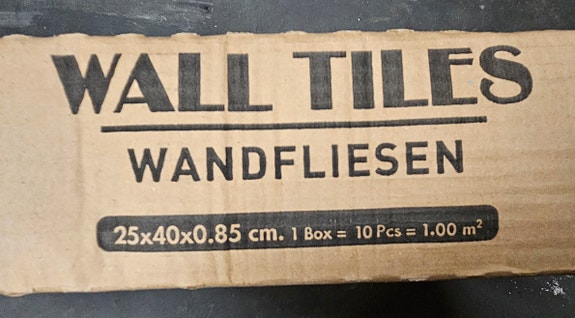 WALL TILES
WANDFLIESEN
25x40x0.85 cm. 1 Box = 10 Pcs = 1.00 m²